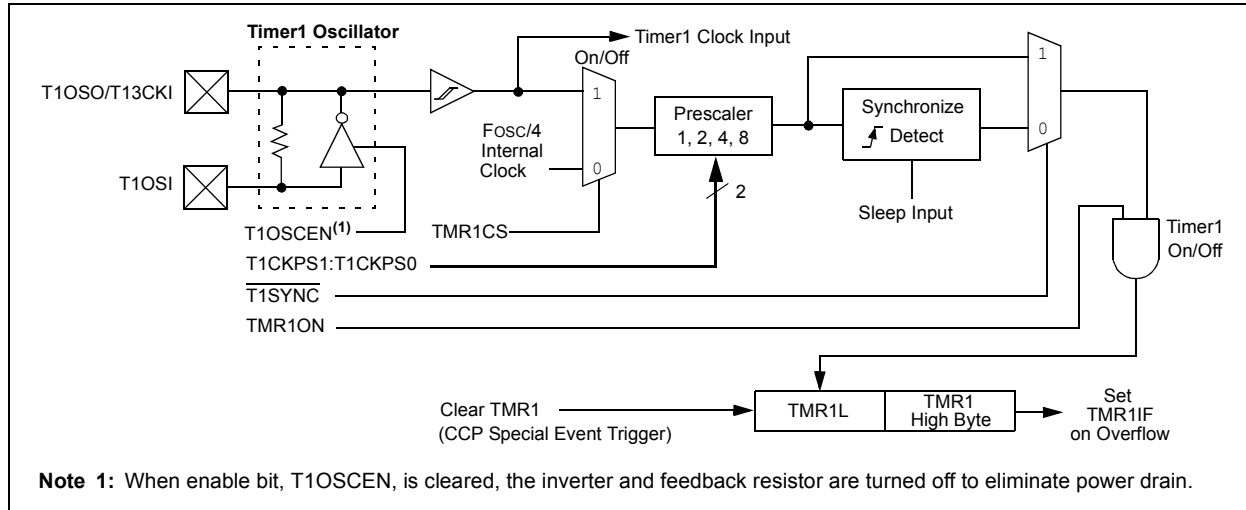 Timer1 Oscillator
Timer1 Clock Input
On/Off
T1OSO/T13CKI
1
1
Prescaler
1, 2, 4, 8
Synchronize
Detect
FOSC/4
Internal
Clock
0
0
T1OSI
2
Sleep Input
T1OSCEN(1)
TMR1CS
Timer1
On/Off
T1CKPS1:T1CKPS0
T1SYNC
TMR1ON
Clear TMR1
(CCP Special Event Trigger)
TMR1L
TMR1
High Byte
Set
TMR1IF
on Overflow
Note 1: When enable bit, T1OSCEN, is cleared, the inverter and feedback resistor are turned off to eliminate power drain.